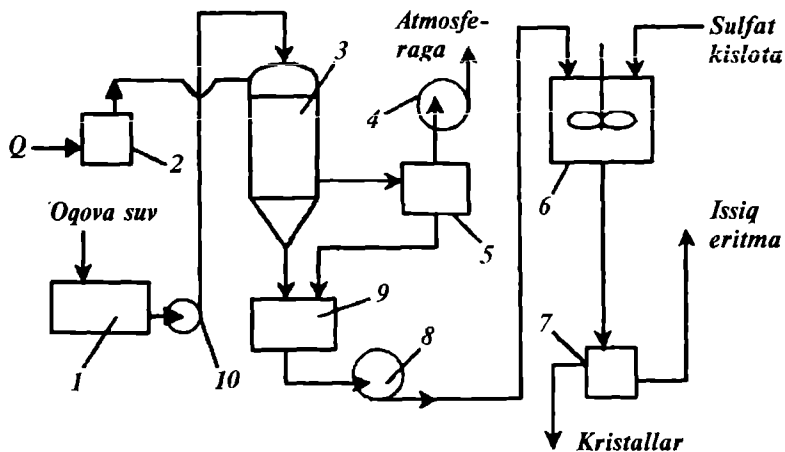 Atmosfe-
raga
Sulfat
kislota
3
4
Q
2
6
Oqova suv
5
Issiq
eritma
9
7
8
1
10
Kristallar